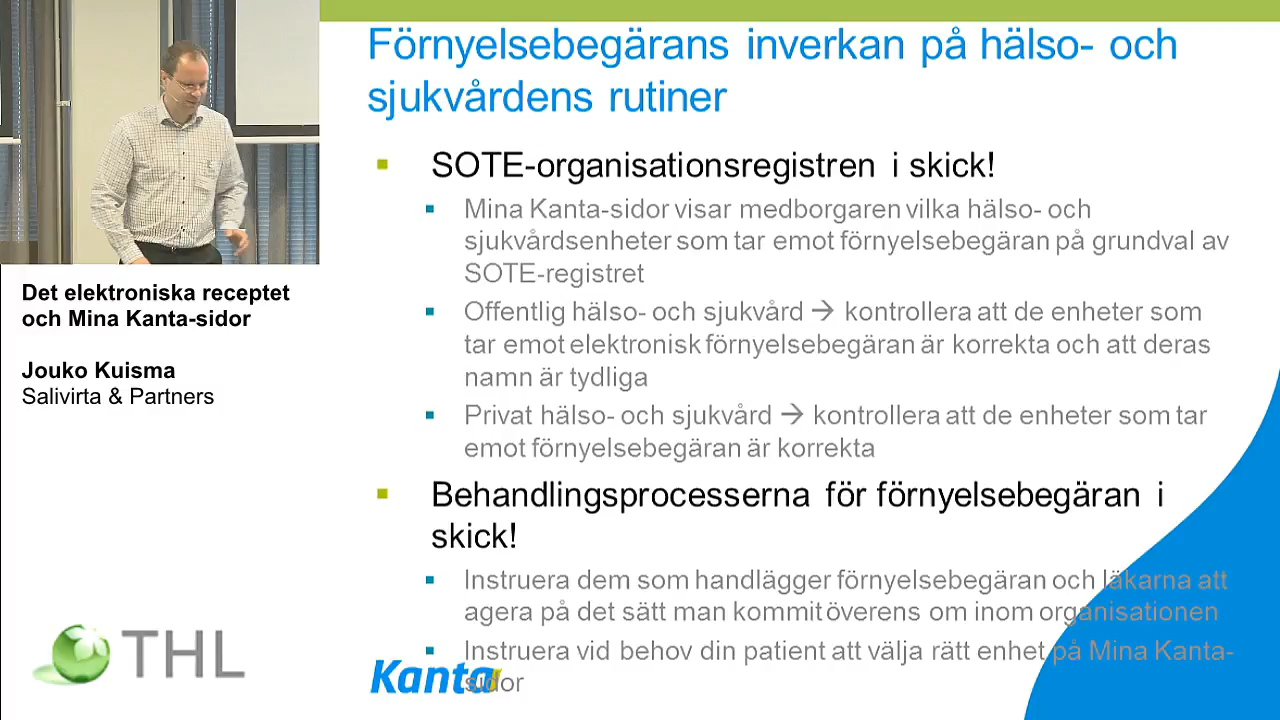 Förnyelsebegärans inverkan på hälso- och
sjukvårdens rutiner
SOTE-organisationsregistren i skick!
Mina Kanta-sidor visar medborgaren vilka hälso- och
sjukvårdsenheter som tar emot förnyelsebegäran på grundval av
SOTE-registret
Offentlig hälso- och sjukvård → kontrollera att de enheter som
tar emot elektronisk förnyelsebegäran är korrekta och att deras
namn är tydliga
Privat hälso- och sjukvård → kontrollera att de enheter som tar
emot förnyelsebegäran är korrekta
Behandlingsprocesserna för förnyelsebegäran i
skick!
Instruera dem som handlägger förnyelsebegäran och läkarna att
agera på det sätt man kommit överens om inom organisationen
Instruera vid behov din patient att välja rätt enhet på Mina Kanta-
sidor
Det elektroniska receptet
och Mina Kanta-sidor
Jouko Kuisma
Salivirta & Partners
THL
Kanta